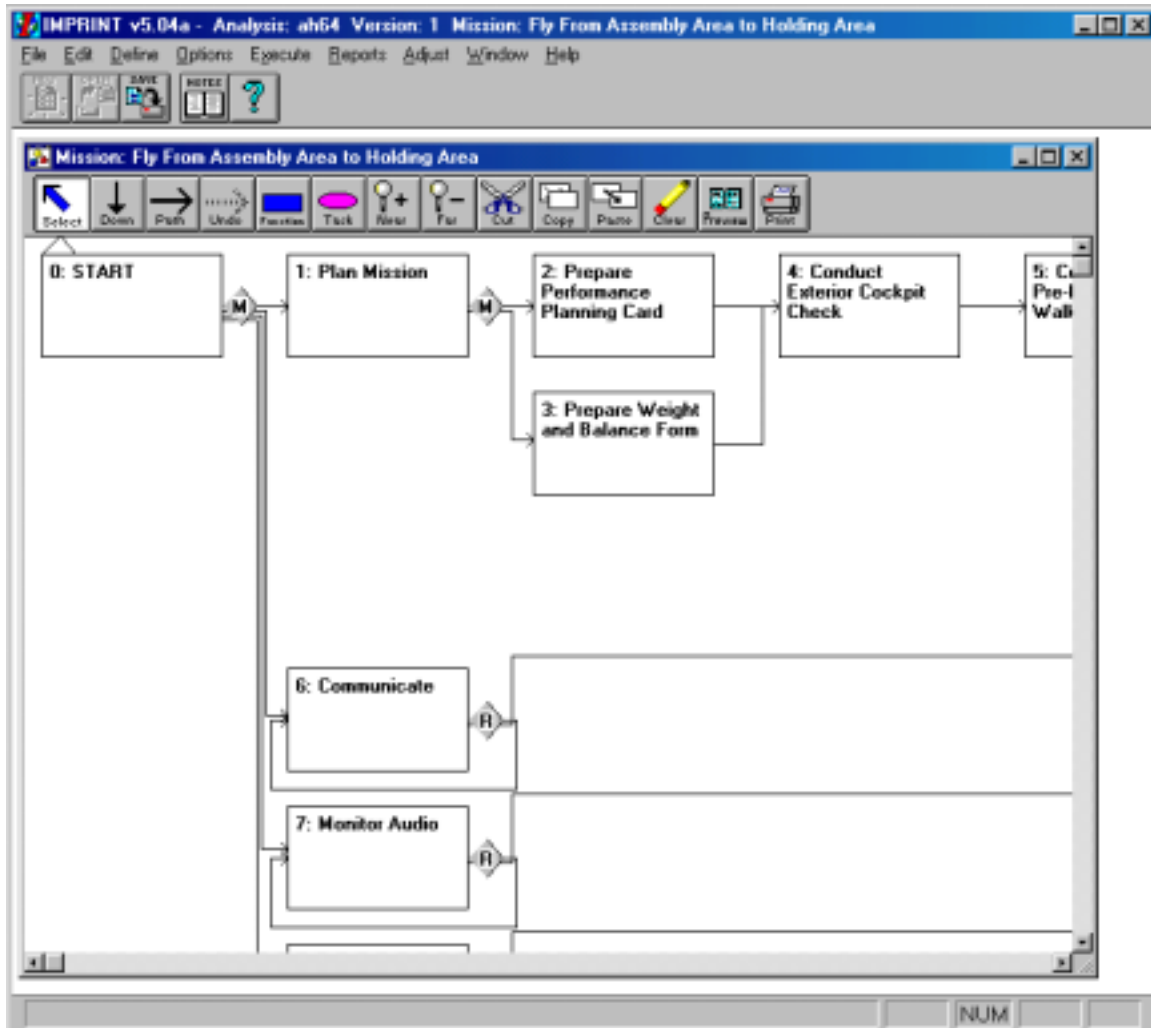 IMPRINT v5.04a - Analysis: ah64 Version: 1 Mission: Fly From Assembly Area to Holding Area
File Edit Define Options Execute Reports Adjust Window Help
SAVE NOTES ?
Mission: Fly From Assembly Area to Holding Area
Select Down Path Undo Function Task Near Far Cut Copy Paste Clear Preview Print
0: START
M
1: Plan Mission
M
2: Prepare
Performance
Planning Card
3: Prepare Weight
and Balance Form
4: Conduct
Exterior Cockpit
Check
5: C
Pre-
Walk
6: Communicate
R
7: Monitor Audio
R
NUM